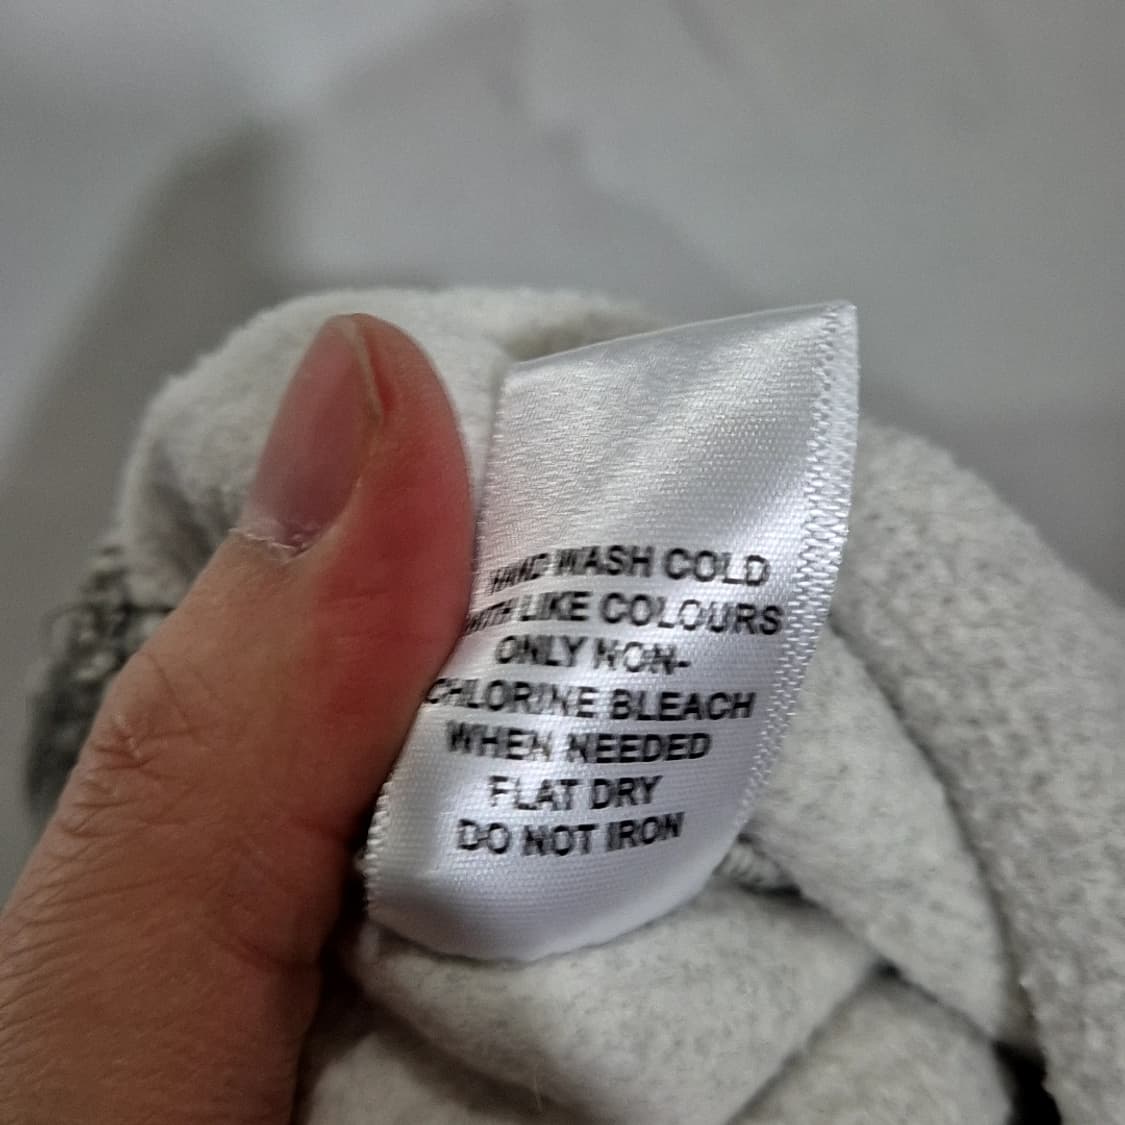 HAND WASH COLD
WITH LIKE COLOURS
ONLY NON-
CHLORINE BLEACH
WHEN NEEDED
FLAT DRY
DO NOT IRON